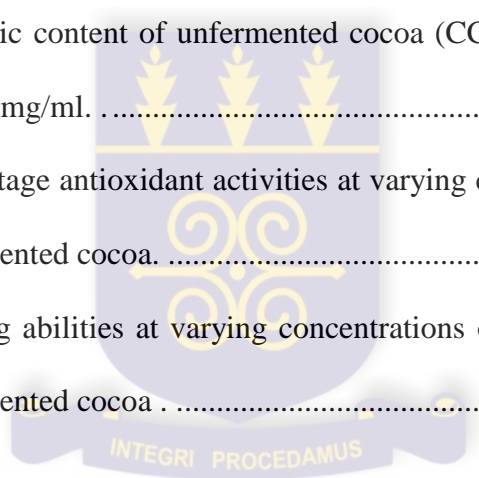 ic content of unfermented cocoa (CC
mg/ml. . ....................................................
tage antioxidant activities at varying
ented cocoa. ...............................................
g abilities at varying concentrations
ented cocoa . ..............................................
INTEGRI PROCEDAMUS